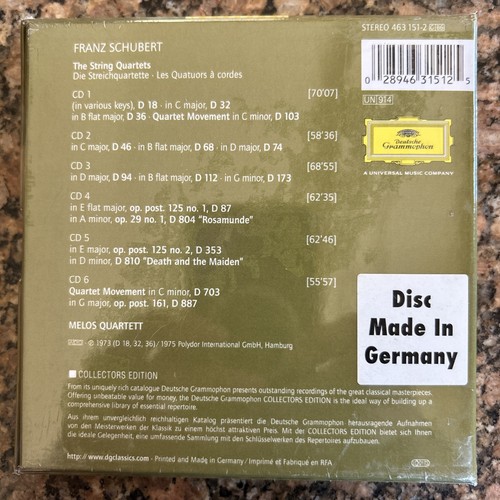 STEREO 463 151-2
FRANZ SCHUBERT
The String Quartets
Die Streichquartette · Les Quatuors à cordes
0 28946 31512 5
UN 914
Deutsche
Grammophon
A UNIVERSAL MUSIC COMPANY
CD 1 [70'07]
(in various keys), D 18 · in C major, D 32
in B flat major, D 36 · Quartet Movement in C minor, D 103
CD 2 [58'36]
in C major, D 46 · in B flat major, D 68 · in D major, D 74
CD 3 [68'55]
in D major, D 94 · in B flat major, D 112 · in G minor, D 173
CD 4 [62'35]
in E flat major, op. post. 125 no. 1, D 87
in A minor, op. 29 no. 1, D 804 "Rosamunde"
CD 5 [62'46]
in E major, op. post. 125 no. 2, D 353
in D minor, D 810 "Death and the Maiden"
CD 6 [55'57]
Quartet Movement in C minor, D 703
in G major, op. post. 161, D 887
MELOS QUARTETT
℗ 1973 (D 18, 32, 36) / 1975 Polydor International GmbH, Hamburg
Disc
Made In
Germany
COLLECTORS EDITION
From its uniquely rich catalogue Deutsche Grammophon presents outstanding recordings of the great classical masterpieces.
Offering unbeatable value for money, the Deutsche Grammophon COLLECTORS EDITION is the ideal way of building up a
comprehensive library of essential repertoire.
Aus ihrem unvergleichlich reichhaltigen Katalog präsentiert die Deutsche Grammophon herausragende Aufnahmen
von den Meisterwerken der Klassik zu einem höchst attraktiven Preis. Mit der COLLECTORS EDITION bietet sich Ihnen
die ideale Gelegenheit, eine umfassende Sammlung mit den Schlüsselwerken des Repertoires aufzubauen.
http://www.dgclassics.com · Printed and Made in Germany / Imprimé et Fabriqué en RFA